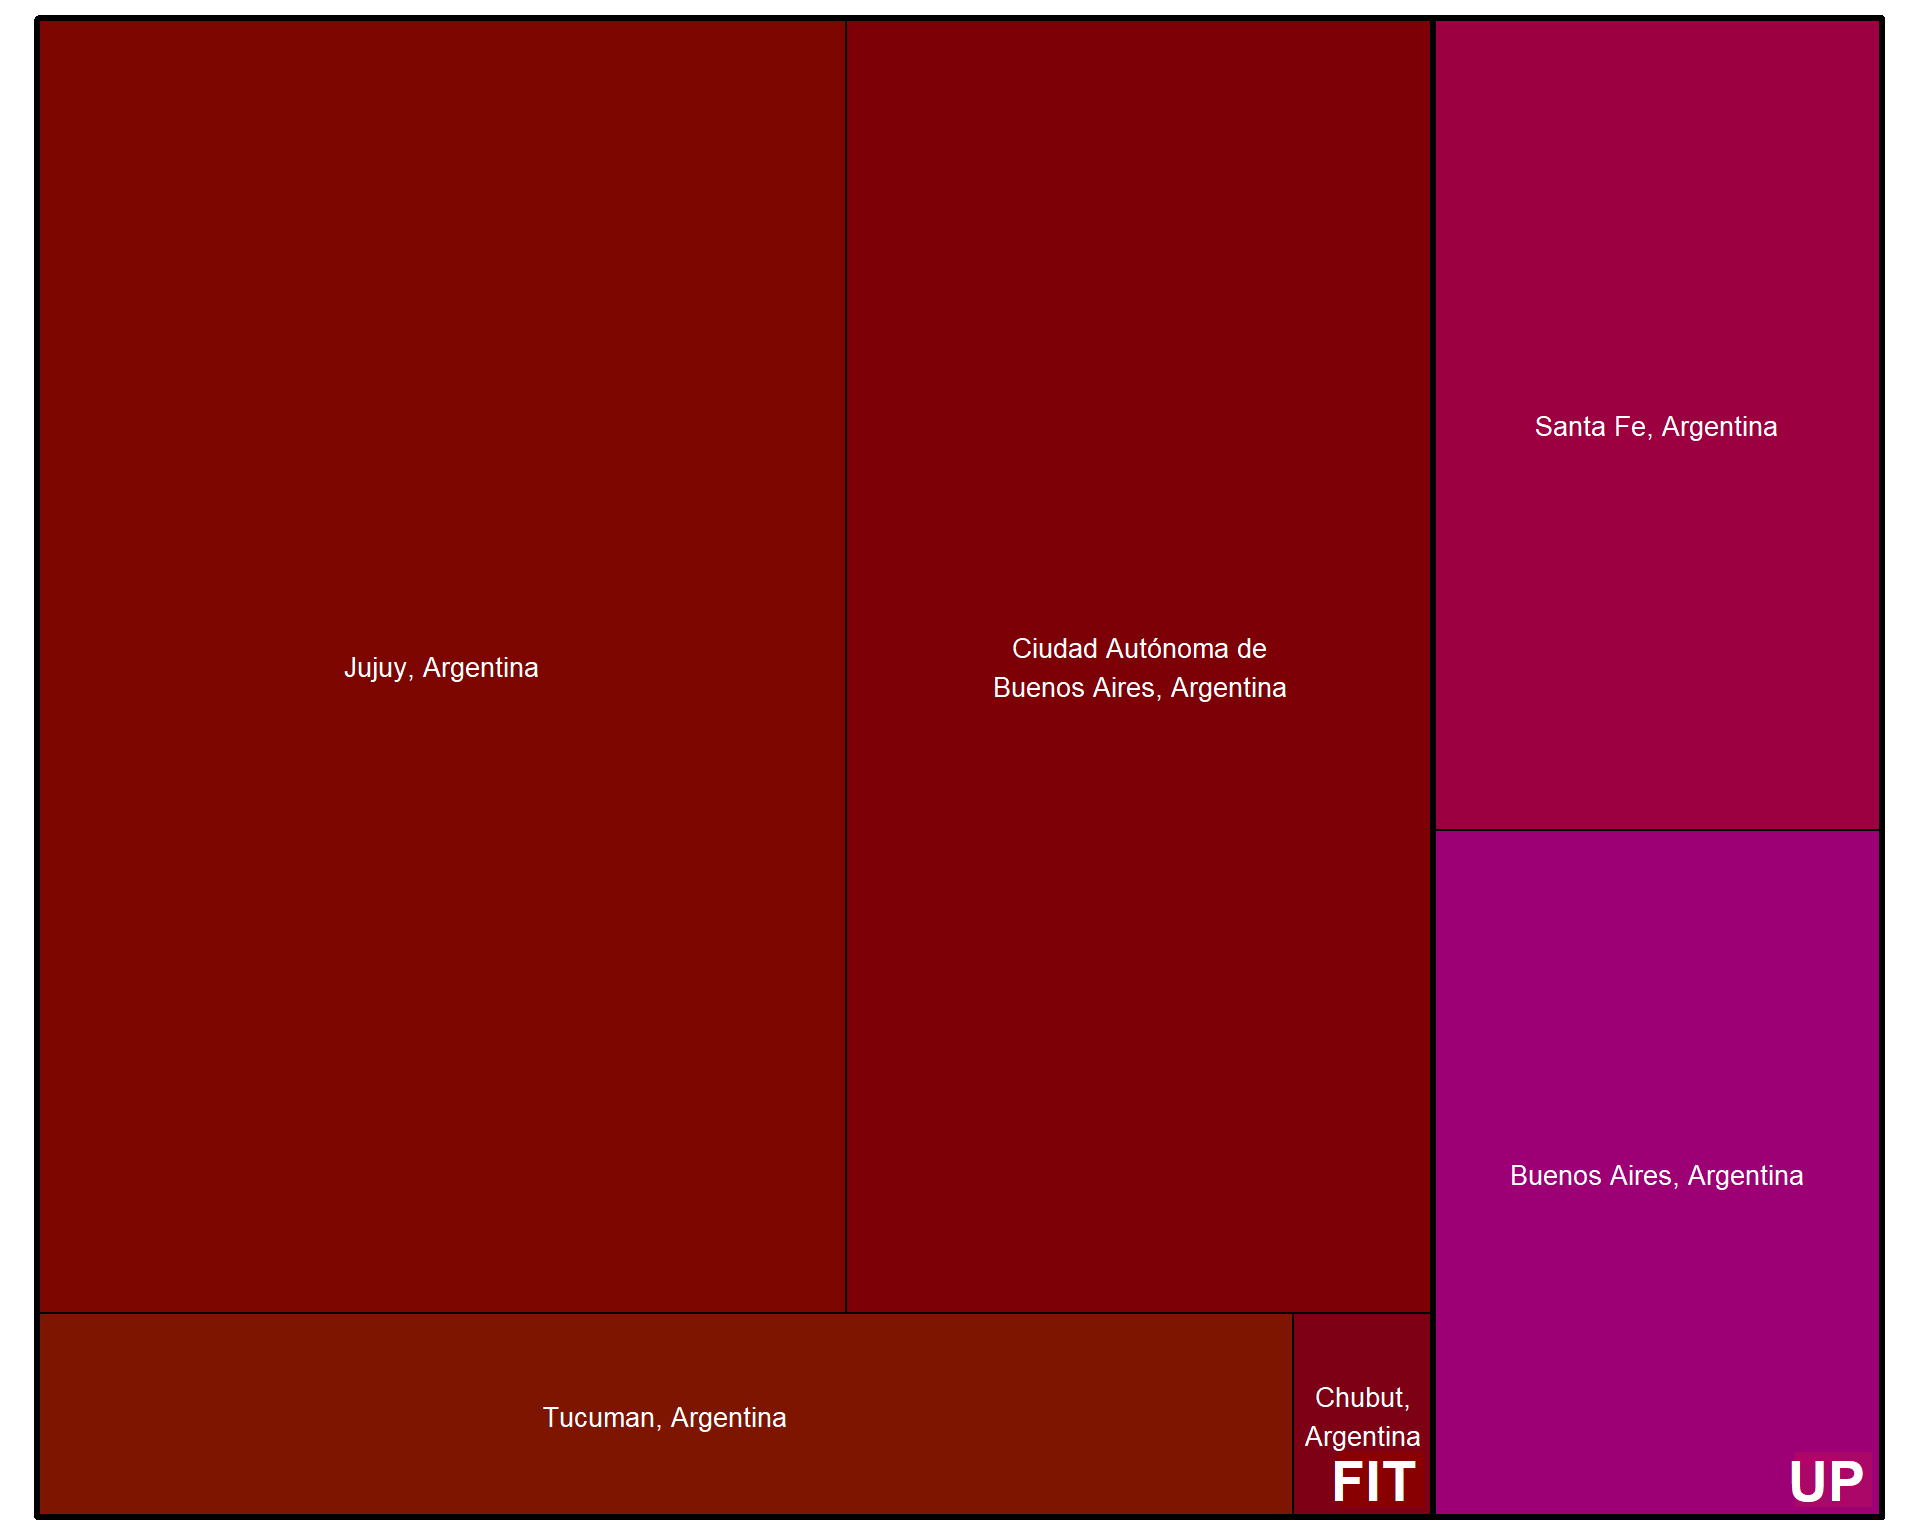 Jujuy, Argentina
Ciudad Autónoma de
Buenos Aires, Argentina
Tucuman, Argentina
Chubut,
Argentina
FIT
Santa Fe, Argentina
Buenos Aires, Argentina
UP